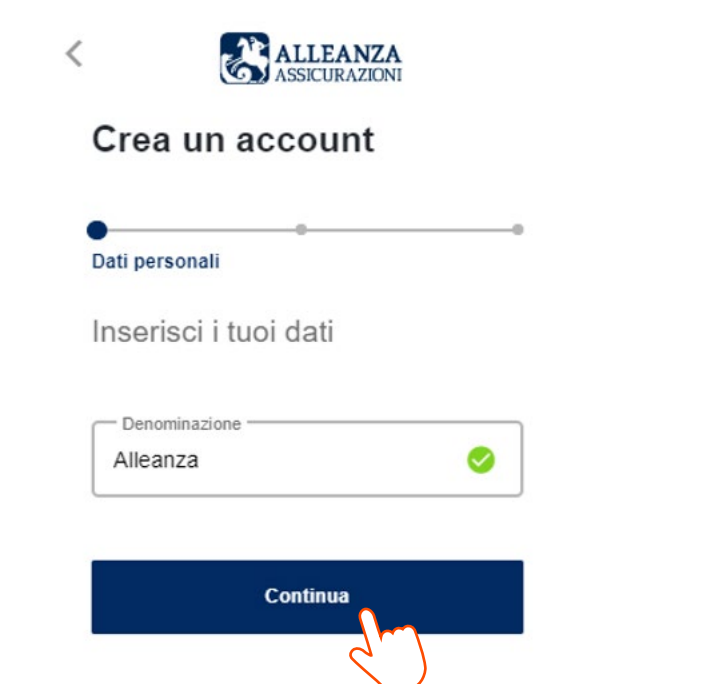 ALLEANZA
ASSICURAZIONI
Crea un account
Dati personali
Inserisci i tuoi dati
Denominazione
Alleanza
Continua